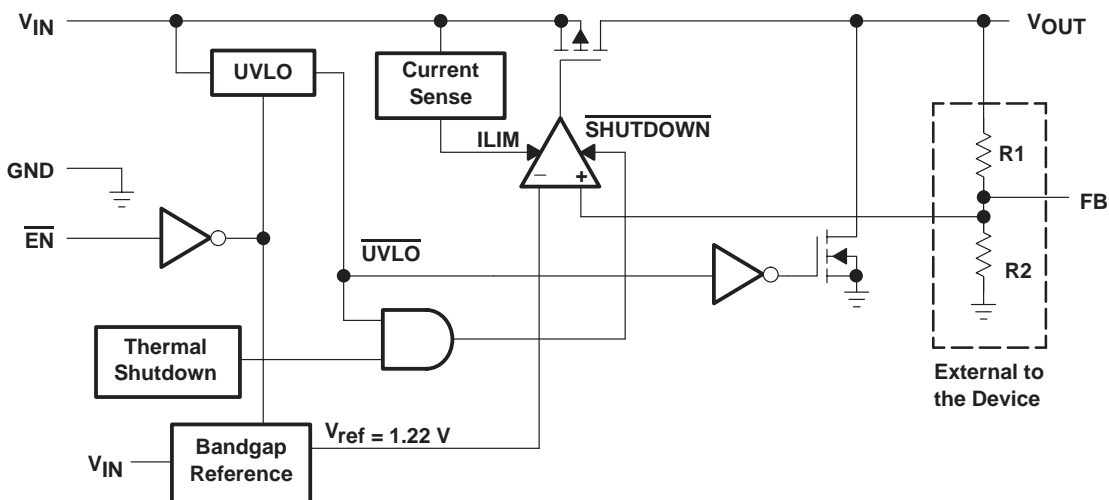 VIN
VOUT
UVLO
Current
Sense
SHUTDOWN
ILIM
R1
GND
FB
EN
UVLO
R2
Thermal
Shutdown
External to
the Device
Vref = 1.22 V
Bandgap
Reference
VIN
− +